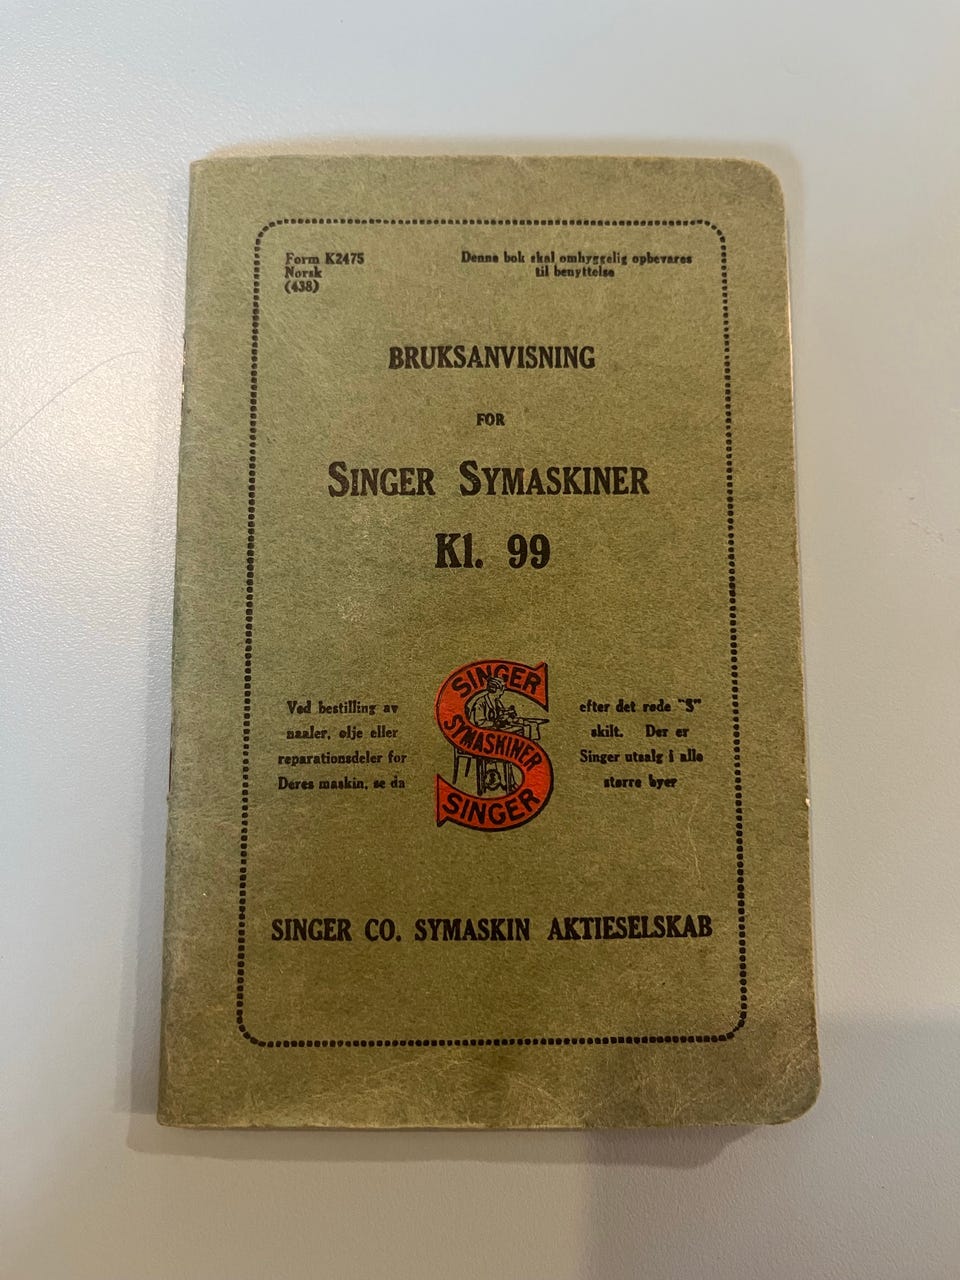 Form K2475
Norsk
(438)
Denne bok skal omhyggelig opbevares
til benyttelse
BRUKSANVISNING
FOR
SINGER SYMASKINER
Kl. 99
Ved bestilling av
naaler, olje eller
reparationsdeler for
Deres maskin, se da
SINGER
SYMASKINER
SINGER
efter det røde "S"
skilt. Der er
Singer utsalg i alle
større byer
SINGER CO. SYMASKIN AKTIESELSKAB